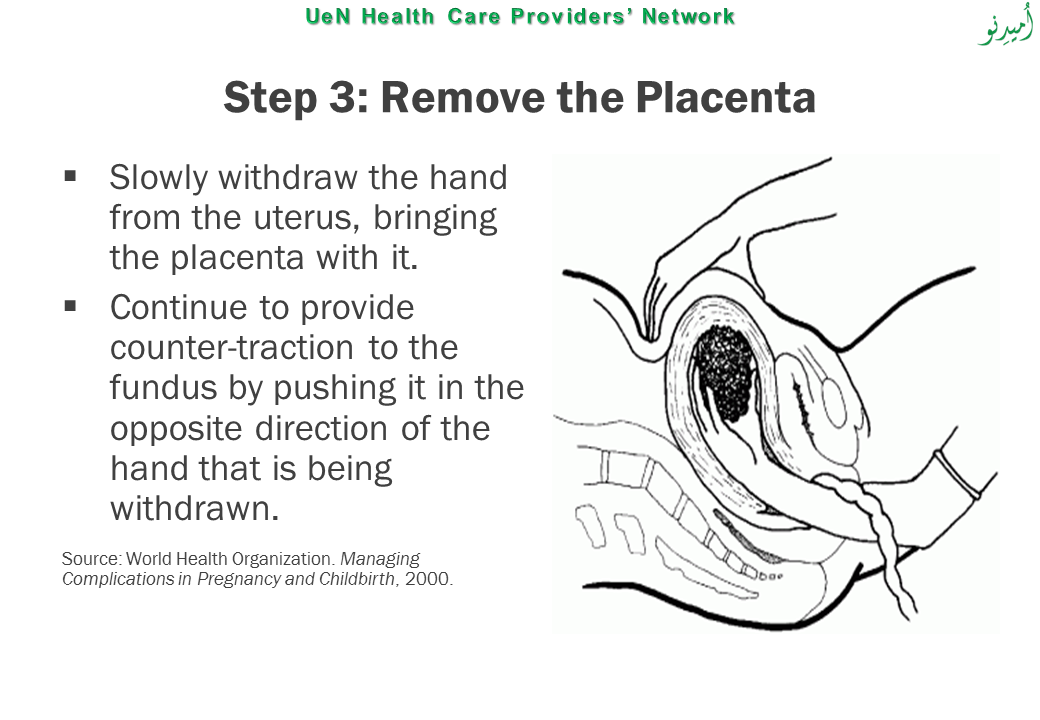 UeN Health Care Providers’ Network
اُميدِنو
Step 3: Remove the Placenta
▪ Slowly withdraw the hand
from the uterus, bringing
the placenta with it.
▪ Continue to provide
counter-traction to the
fundus by pushing it in the
opposite direction of the
hand that is being
withdrawn.
Source: World Health Organization. Managing
Complications in Pregnancy and Childbirth, 2000.